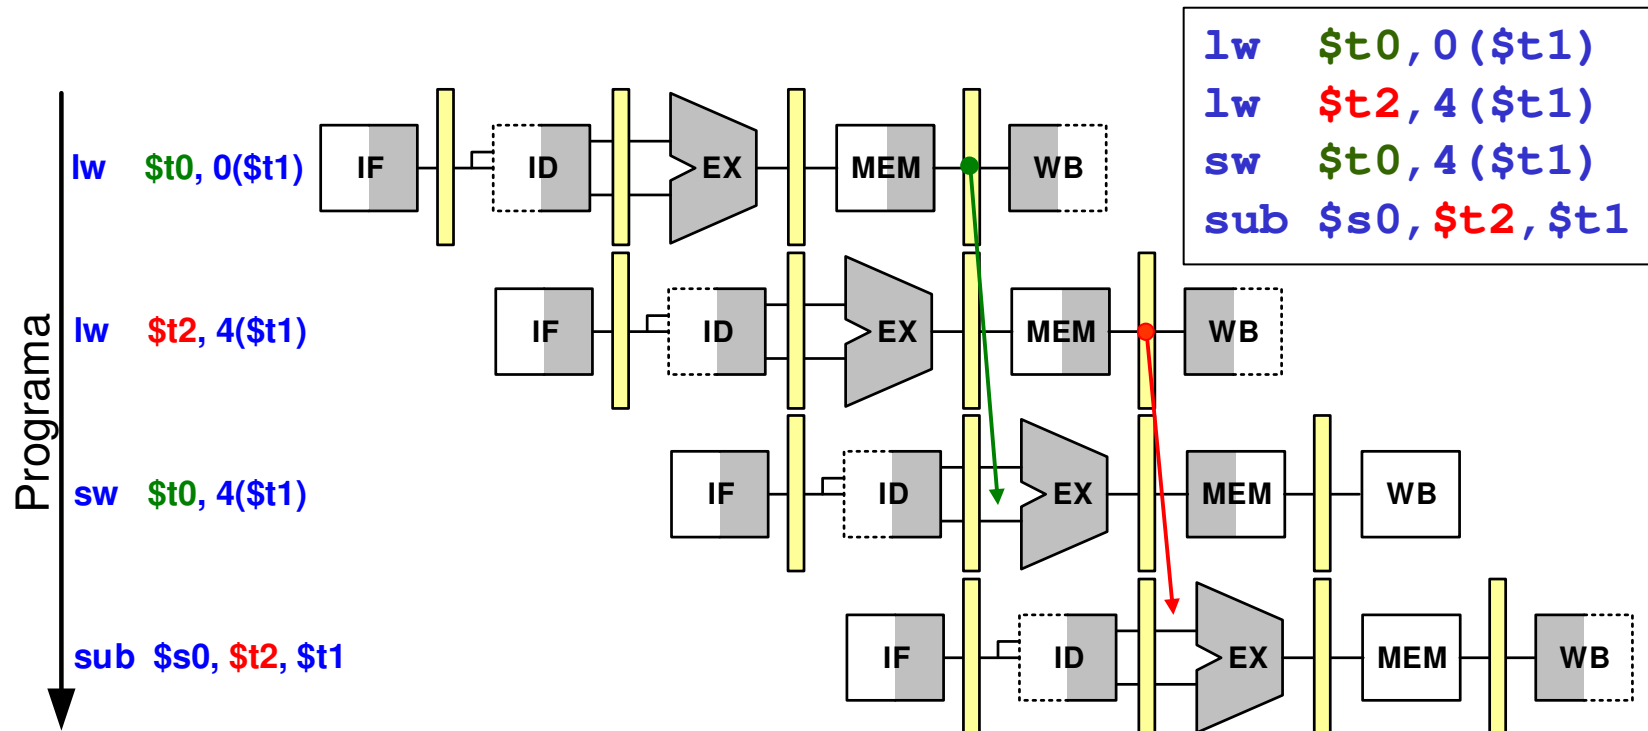 lw $t0,0($t1)
lw $t2,4($t1)
sw $t0,4($t1)
sub $s0,$t2,$t1
Programa
lw $t0, 0($t1) IF ID EX MEM WB
lw $t2, 4($t1) IF ID EX MEM WB
sw $t0, 4($t1) IF ID EX MEM WB
sub $s0, $t2, $t1 IF ID EX MEM WB